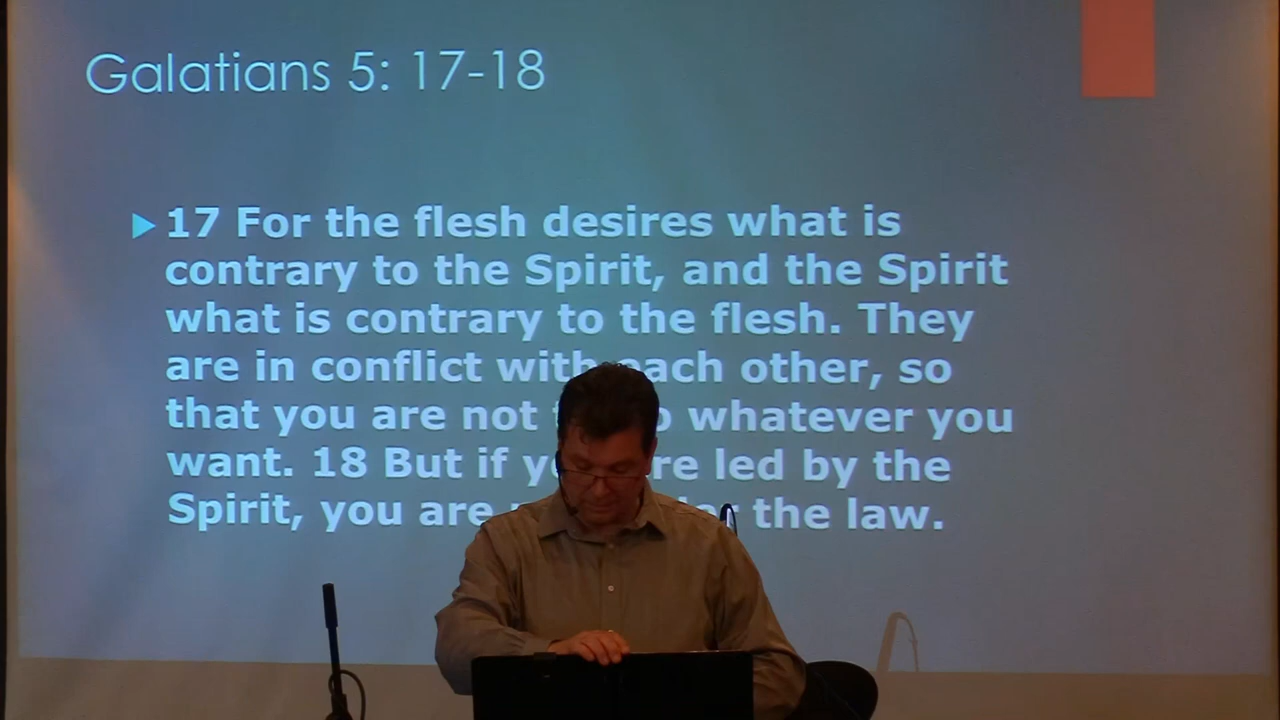 Galatians 5: 17-18
17 For the flesh desires what is
contrary to the Spirit, and the Spirit
what is contrary to the flesh. They
are in conflict with each other, so
that you are not whatever you
want. 18 But if the led by the
Spirit, you are the law.